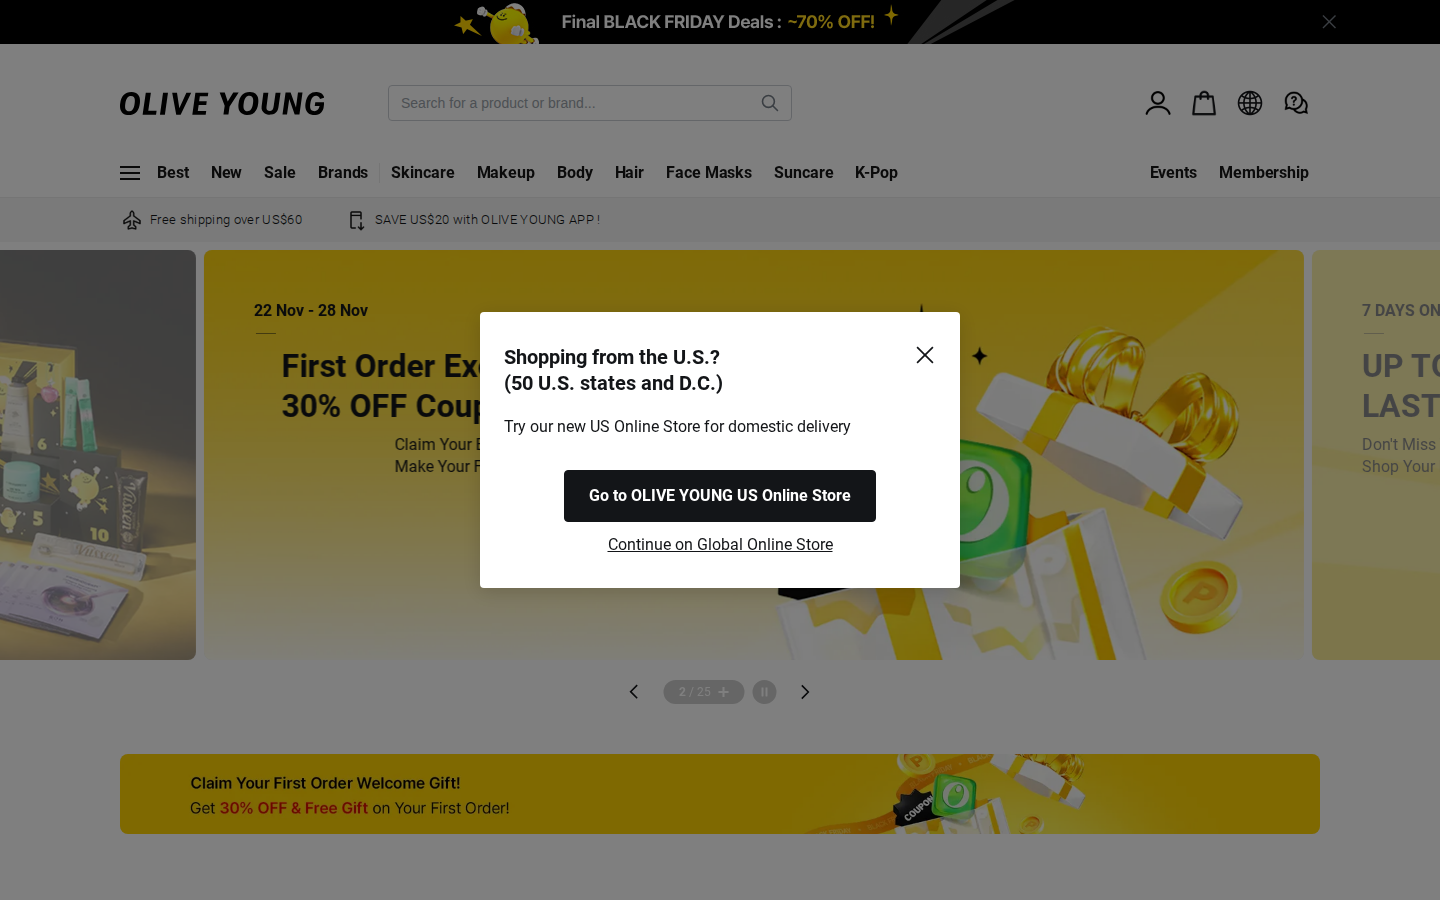 Final BLACK FRIDAY Deals : ~70% OFF!
OLIVE YOUNG
Search for a product or brand...
Best New Sale Brands Skincare Makeup Body Hair Face Masks Suncare K-Pop Events Membership
Free shipping over US$60 SAVE US$20 with OLIVE YOUNG APP !
22 Nov - 28 Nov
First Order
30% OFF
Claim Your
Make Your
7 DAYS
UP
LAST
Don't Miss
Shop Your
6
5
10
Shopping from the U.S.?
(50 U.S. states and D.C.)
Try our new US Online Store for domestic delivery
Go to OLIVE YOUNG US Online Store
Continue on Global Online Store
2 / 25
Claim Your First Order Welcome Gift!
Get 30% OFF & Free Gift on Your First Order!
COUPON